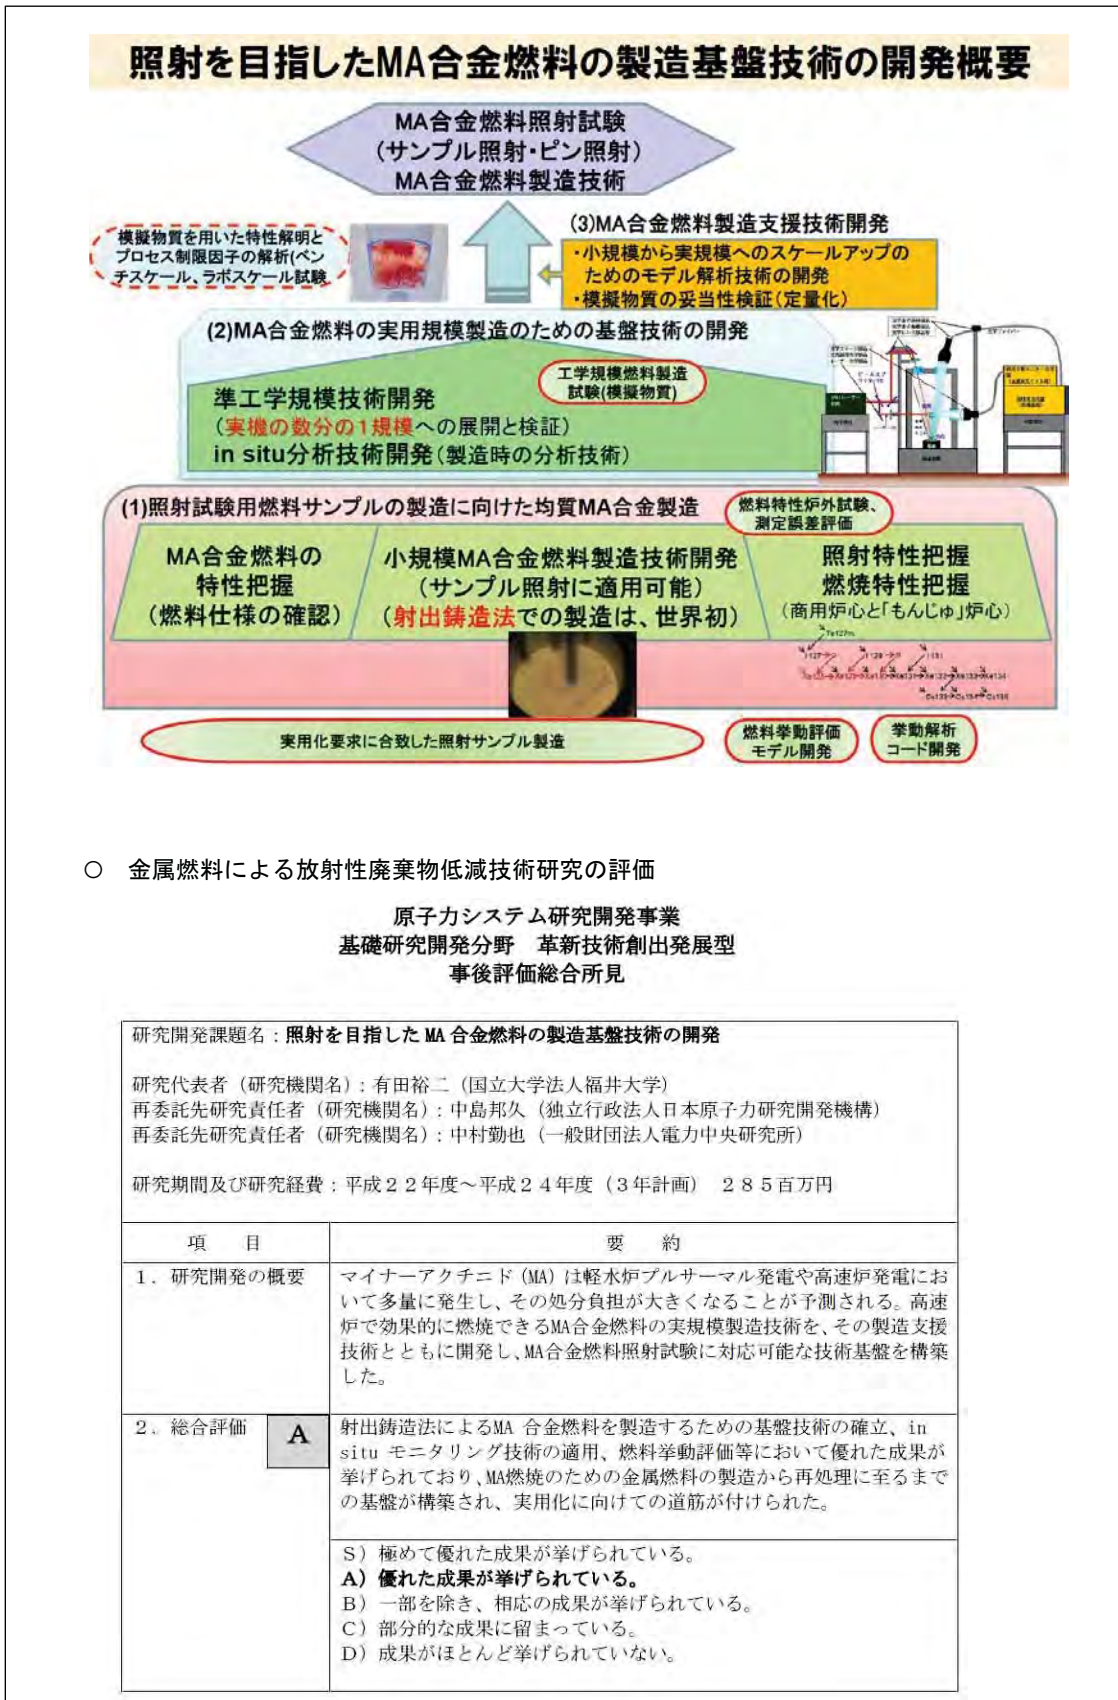 照射を目指したMA合金燃料の製造基盤技術の開発概要
MA合金燃料照射試験
(サンプル照射・ピン照射)
MA合金燃料製造技術
模擬物質を用いた特性解明と
プロセス制限因子の解析(ベン
チスケール、ラボスケール試験
(3)MA合金燃料製造支援技術開発
・小規模から実規模へのスケールアップの
ためのモデル解析技術の開発
・模擬物質の妥当性検証(定量化)
(2)MA合金燃料の実用規模製造のための基盤技術の開発
工学規模燃料製造
試験(模擬物質)
準工学規模技術開発
(実機の数分の1規模への展開と検証)
in situ分析技術開発(製造時の分析技術)
(1)照射試験用燃料サンプルの製造に向けた均質MA合金製造
燃料特性炉外試験、
測定誤差評価
MA合金燃料の
特性把握
(燃料仕様の確認)
小規模MA合金燃料製造技術開発
(サンプル照射に適用可能)
(射出鋳造法での製造は、世界初)
照射特性把握
燃焼特性把握
(商用炉心と「もんじゅ」炉心)
実用化要求に合致した照射サンプル製造
燃料挙動評価
モデル開発
挙動解析
コード開発
○ 金属燃料による放射性廃棄物低減技術研究の評価
原子力システム研究開発事業
基礎研究開発分野 革新技術創出発展型
事後評価総合所見
研究開発課題名:照射を目指した MA 合金燃料の製造基盤技術の開発
研究代表者(研究機関名):有田裕二(国立大学法人福井大学)
再委託先研究責任者(研究機関名):中島邦久(独立行政法人日本原子力研究開発機構)
再委託先研究責任者(研究機関名):中村勤也(一般財団法人電力中央研究所)
研究期間及び研究経費:平成22年度~平成24年度(3年計画) 285百万円
項 目
要 約
1.研究開発の概要
マイナーアクチニド(MA)は軽水炉プルサーマル発電や高速炉発電にお
いて多量に発生し、その処分負担が大きくなることが予測される。高速
炉で効果的に燃焼できるMA合金燃料の実規模製造技術を、その製造支援
技術とともに開発し、MA合金燃料照射試験に対応可能な技術基盤を構築
した。
2.総合評価 A
射出鋳造法によるMA 合金燃料を製造するための基盤技術の確立、in
situ モニタリング技術の適用、燃料挙動評価等において優れた成果が
挙げられており、MA燃焼のための金属燃料の製造から再処理に至るまで
の基盤が構築され、実用化に向けての道筋が付けられた。
S)極めて優れた成果が挙げられている。
A)優れた成果が挙げられている。
B)一部を除き、相応の成果が挙げられている。
C)部分的な成果に留まっている。
D)成果がほとんど挙げられていない。